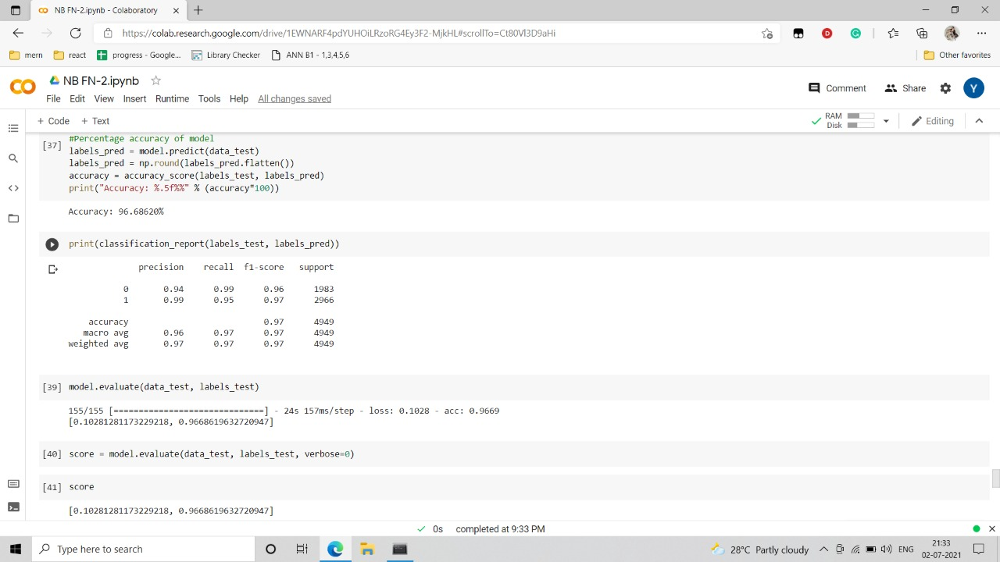 NB FN-2.ipynb - Colaboratory
https://colab.research.google.com/drive/1EWNARF4pdYUHOiLRzoRG4Ey3F2-MjkHL#scrollTo=Ct80Vl3D9aHi
D
G
mern
react
progress - Google...
Library Checker
ANN B1 - 1,3,4,5,6
Other favorites
NB FN-2.ipynb
Comment
Share
Y
File Edit View Insert Runtime Tools Help All changes saved
+ Code + Text
RAM
Disk
Editing
#Percentage accuracy of model
[37]
labels_pred = model.predict(data_test)
labels_pred = np.round(labels_pred.flatten())
accuracy = accuracy_score(labels_test, labels_pred)
print("Accuracy: %.5f%%" % (accuracy*100))
Accuracy: 96.68620%
print(classification_report(labels_test, labels_pred))
precision recall f1-score support
0 0.94 0.99 0.96 1983
1 0.99 0.95 0.97 2966
accuracy 0.97 4949
macro avg 0.96 0.97 0.97 4949
weighted avg 0.97 0.97 0.97 4949
[39] model.evaluate(data_test, labels_test)
155/155 [==============================] - 24s 157ms/step - loss: 0.1028 - acc: 0.9669
[0.10281281173229218, 0.9668619632720947]
[40] score = model.evaluate(data_test, labels_test, verbose=0)
[41] score
[0.10281281173229218, 0.9668619632720947]
0s completed at 9:33 PM
Type here to search
28°C Partly cloudy
ENG
21:33
02-07-2021